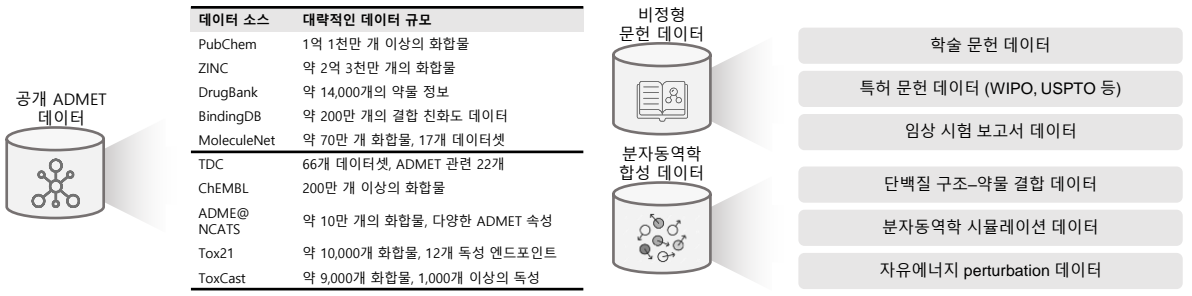 공개 ADMET
데이터
데이터 소스 대략적인 데이터 규모
PubChem 1억 1천만 개 이상의 화합물
ZINC 약 2억 3천만 개의 화합물
DrugBank 약 14,000개의 약물 정보
BindingDB 약 200만 개의 결합 친화도 데이터
MoleculeNet 약 70만 개 화합물, 17개 데이터셋
TDC 66개 데이터셋, ADMET 관련 22개
ChEMBL 200만 개 이상의 화합물
ADME@
NCATS 약 10만 개의 화합물, 다양한 ADMET 속성
Tox21 약 10,000개 화합물, 12개 독성 엔드포인트
ToxCast 약 9,000개 화합물, 1,000개 이상의 독성
비정형
문헌 데이터
학술 문헌 데이터
특허 문헌 데이터 (WIPO, USPTO 등)
임상 시험 보고서 데이터
분자동역학
합성 데이터
단백질 구조–약물 결합 데이터
분자동역학 시뮬레이션 데이터
자유에너지 perturbation 데이터